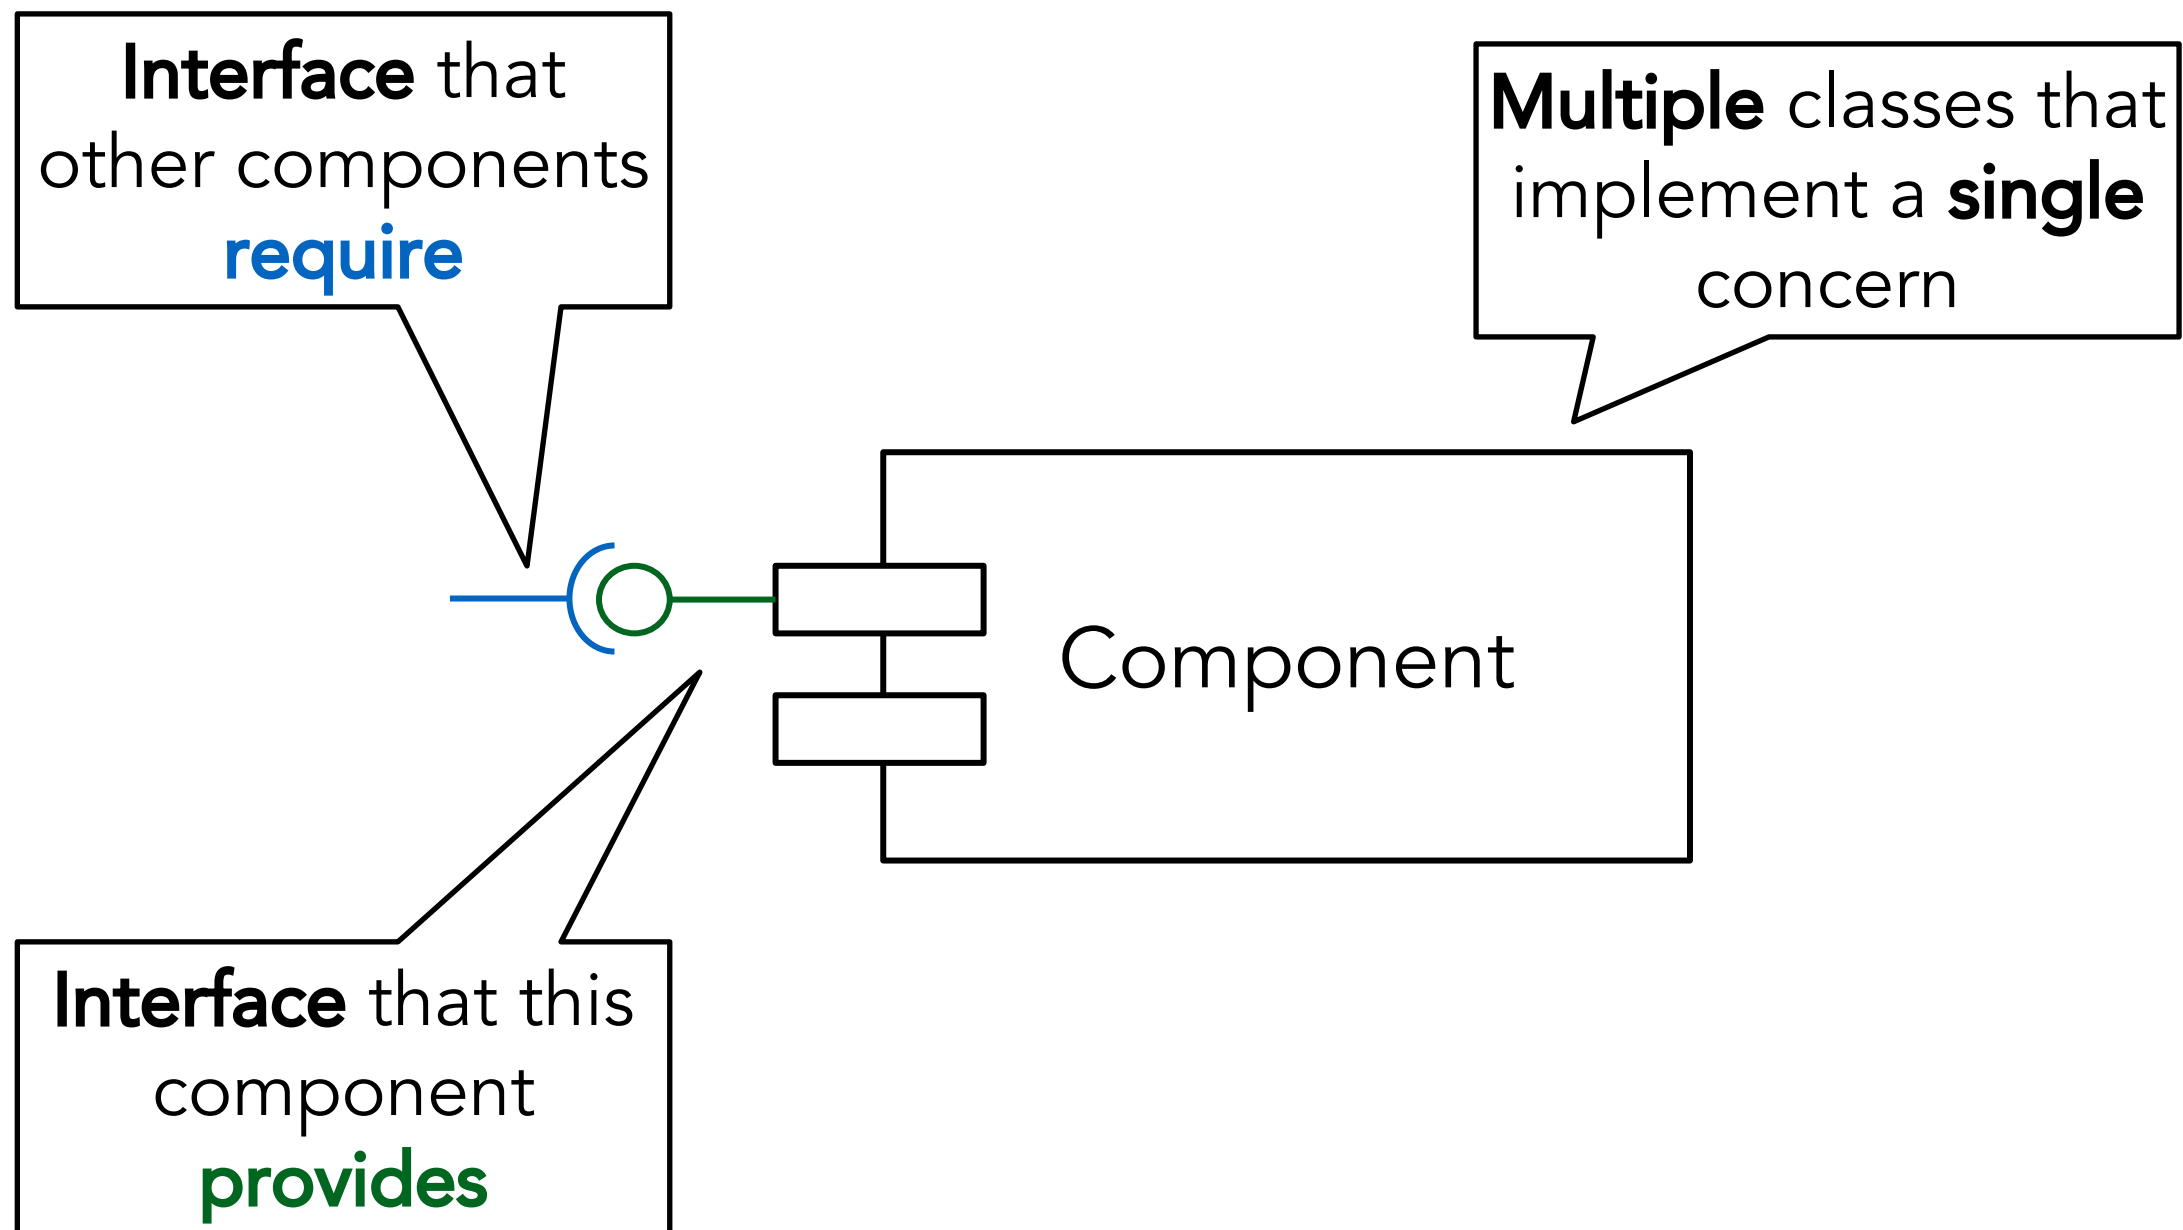 Interface that
other components
require
Multiple classes that
implement a single
concern
Component
Interface that this
component
provides